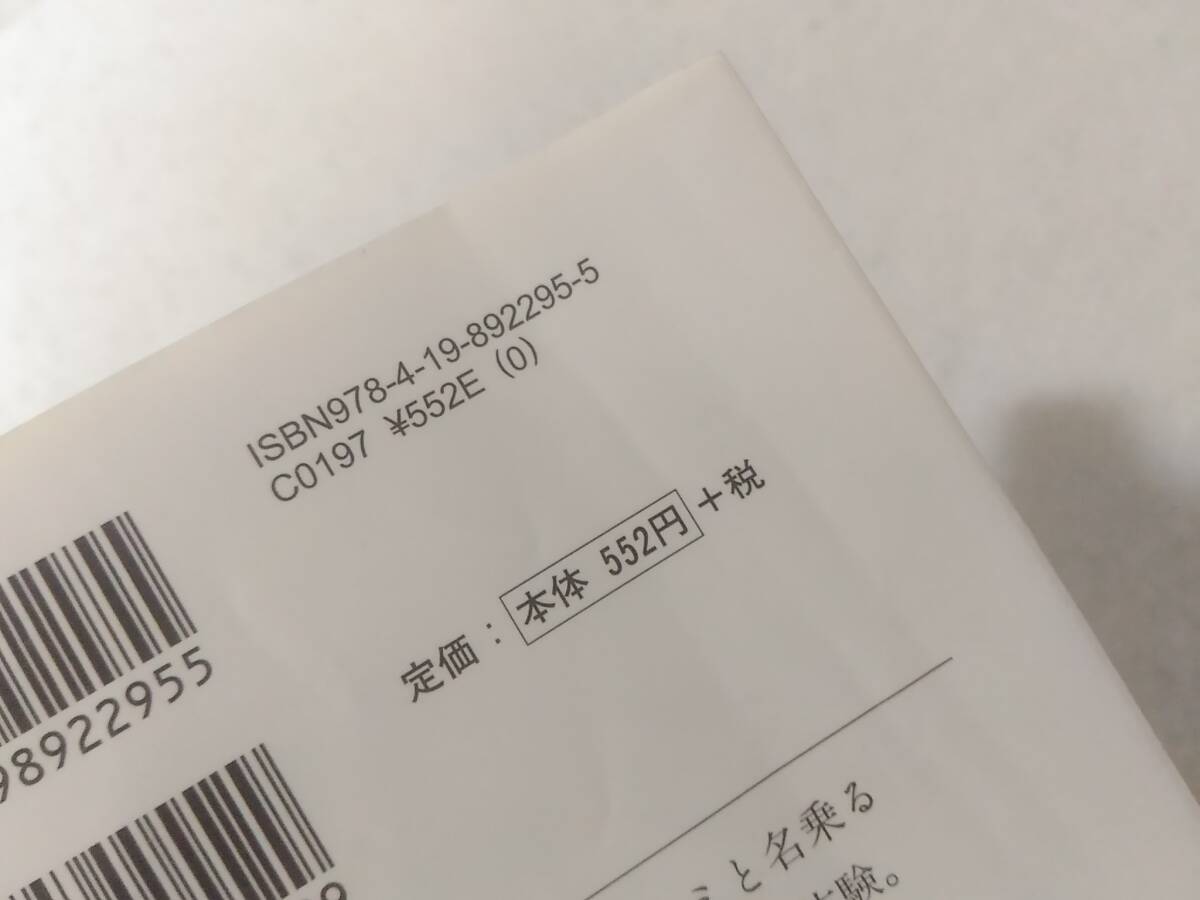 ISBN978-4-19-892295-5
C0197 ¥552E (0)
定価：本体 552円＋税
98922955
と名乗る
験。